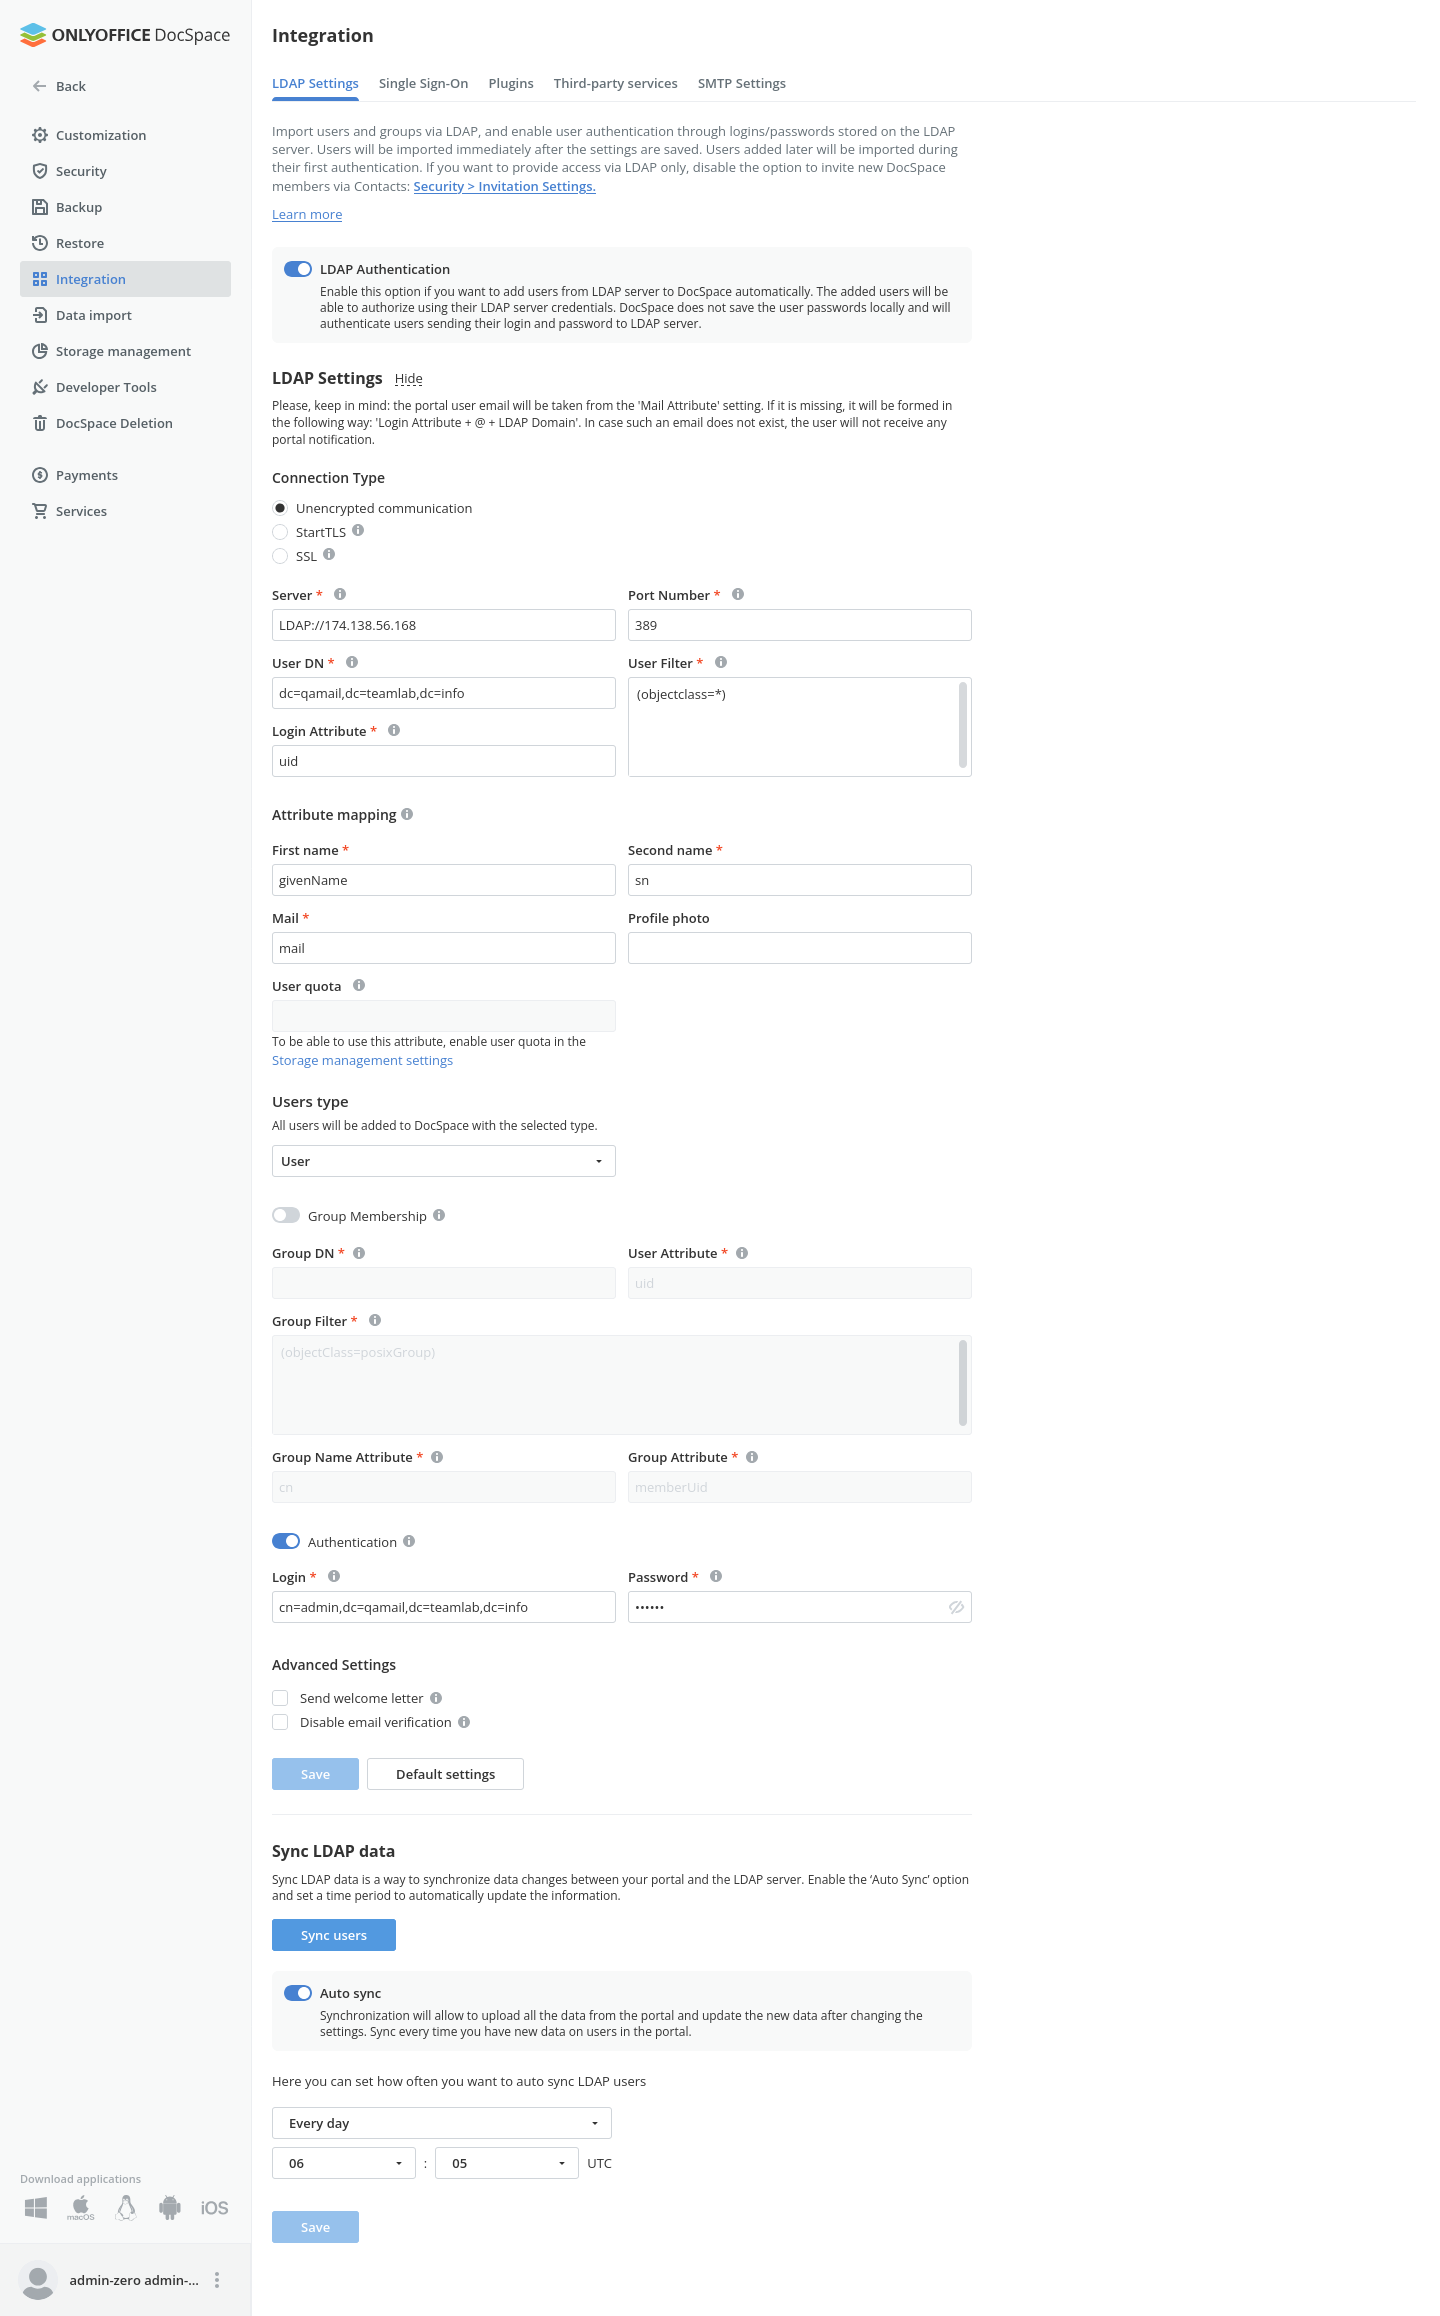 ONLYOFFICE DocSpace
Back
Customization
Security
Backup
Restore
Integration
Data import
Storage management
Developer Tools
DocSpace Deletion
Payments
Services
Download applications
macOS
iOS
admin-zero admin-...
Integration
LDAP Settings Single Sign-On Plugins Third-party services SMTP Settings
Import users and groups via LDAP, and enable user authentication through logins/passwords stored on the LDAP
server. Users will be imported immediately after the settings are saved. Users added later will be imported during
their first authentication. If you want to provide access via LDAP only, disable the option to invite new DocSpace
members via Contacts: Security > Invitation Settings.
Learn more
LDAP Authentication
Enable this option if you want to add users from LDAP server to DocSpace automatically. The added users will be
able to authorize using their LDAP server credentials. DocSpace does not save the user passwords locally and will
authenticate users sending their login and password to LDAP server.
LDAP Settings Hide
Please, keep in mind: the portal user email will be taken from the 'Mail Attribute' setting. If it is missing, it will be formed in
the following way: 'Login Attribute + @ + LDAP Domain'. In case such an email does not exist, the user will not receive any
portal notification.
Connection Type
Unencrypted communication
StartTLS
SSL
Server * Port Number *
LDAP://174.138.56.168 389
User DN * User Filter *
dc=qamail,dc=teamlab,dc=info (objectclass=*)
Login Attribute *
uid
Attribute mapping
First name * Second name *
givenName sn
Mail * Profile photo
mail
User quota
To be able to use this attribute, enable user quota in the
Storage management settings
Users type
All users will be added to DocSpace with the selected type.
User
Group Membership
Group DN * User Attribute *
uid
Group Filter *
(objectClass=posixGroup)
Group Name Attribute * Group Attribute *
cn memberUid
Authentication
Login * Password *
cn=admin,dc=qamail,dc=teamlab,dc=info ••••••
Advanced Settings
Send welcome letter
Disable email verification
Save Default settings
Sync LDAP data
Sync LDAP data is a way to synchronize data changes between your portal and the LDAP server. Enable the ‘Auto Sync’ option
and set a time period to automatically update the information.
Sync users
Auto sync
Synchronization will allow to upload all the data from the portal and update the new data after changing the
settings. Sync every time you have new data on users in the portal.
Here you can set how often you want to auto sync LDAP users
Every day
06 : 05 UTC
Save